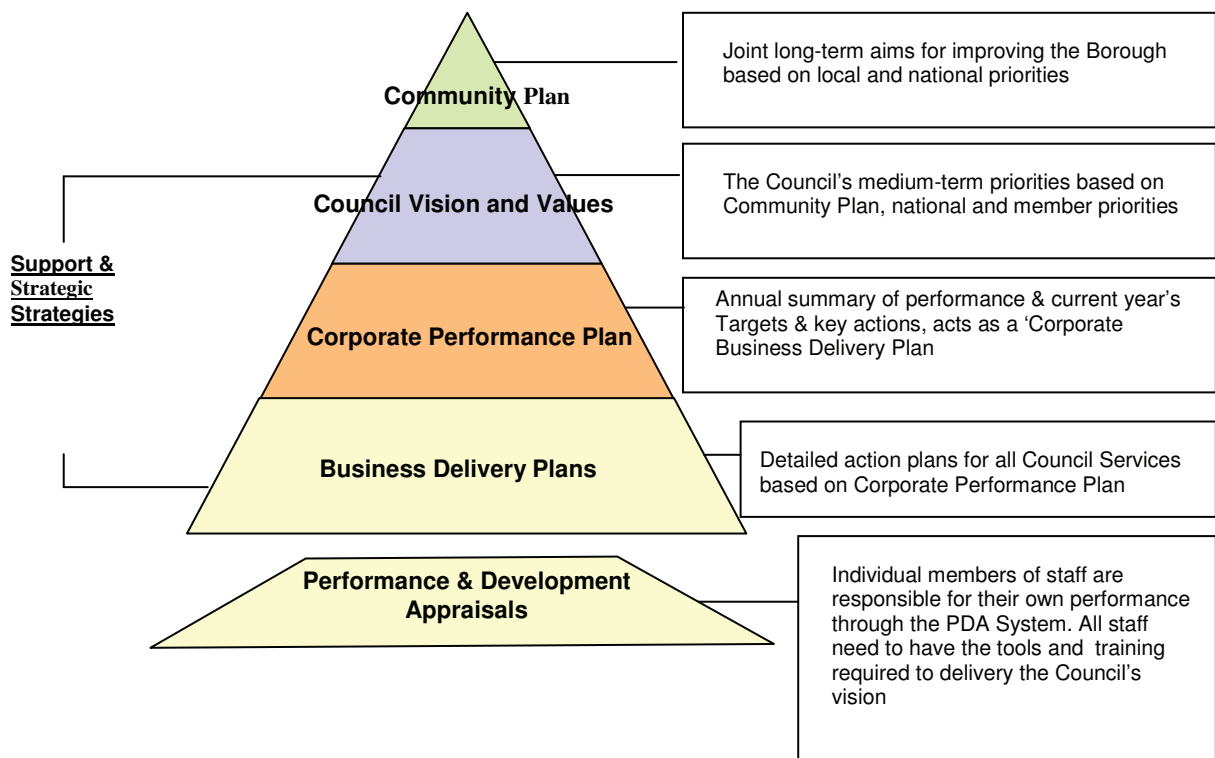 Community Plan
Joint long-term aims for improving the Borough
based on local and national priorities
Council Vision and Values
The Council’s medium-term priorities based on
Community Plan, national and member priorities
Support &
Strategic
Strategies
Corporate Performance Plan
Annual summary of performance & current year’s
Targets & key actions, acts as a ‘Corporate
Business Delivery Plan
Business Delivery Plans
Detailed action plans for all Council Services
based on Corporate Performance Plan
Performance & Development
Appraisals
Individual members of staff are
responsible for their own performance
through the PDA System. All staff
need to have the tools and  training
required to delivery the Council’s
vision